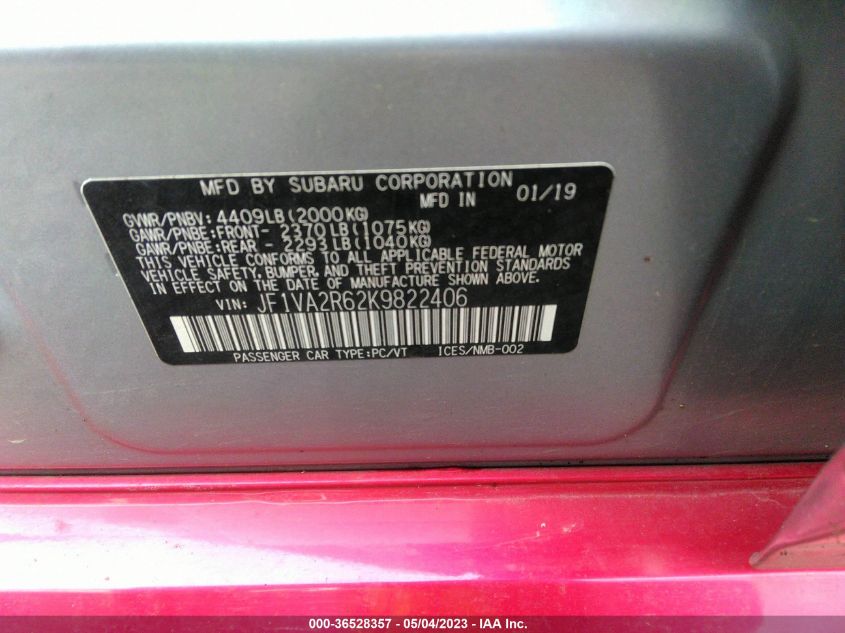 MFD BY SUBARU CORPORATION
MFD IN 01/19
GVWR/PNBV: 4409LB(2000KG)
GAWR/PNBE:FRONT- 2370LB(1075KG)
GAWR/PNBE:REAR - 2293LB(1040KG)
THIS VEHICLE CONFORMS TO ALL APPLICABLE FEDERAL MOTOR
VEHICLE SAFETY, BUMPER, AND THEFT PREVENTION STANDARDS
IN EFFECT ON THE DATE OF MANUFACTURE SHOWN ABOVE.
VIN: JF1VA2R62K9822406
PASSENGER CAR TYPE:PC/VT ICES/NMB-002
000-36528357 - 05/04/2023 - IAA Inc.